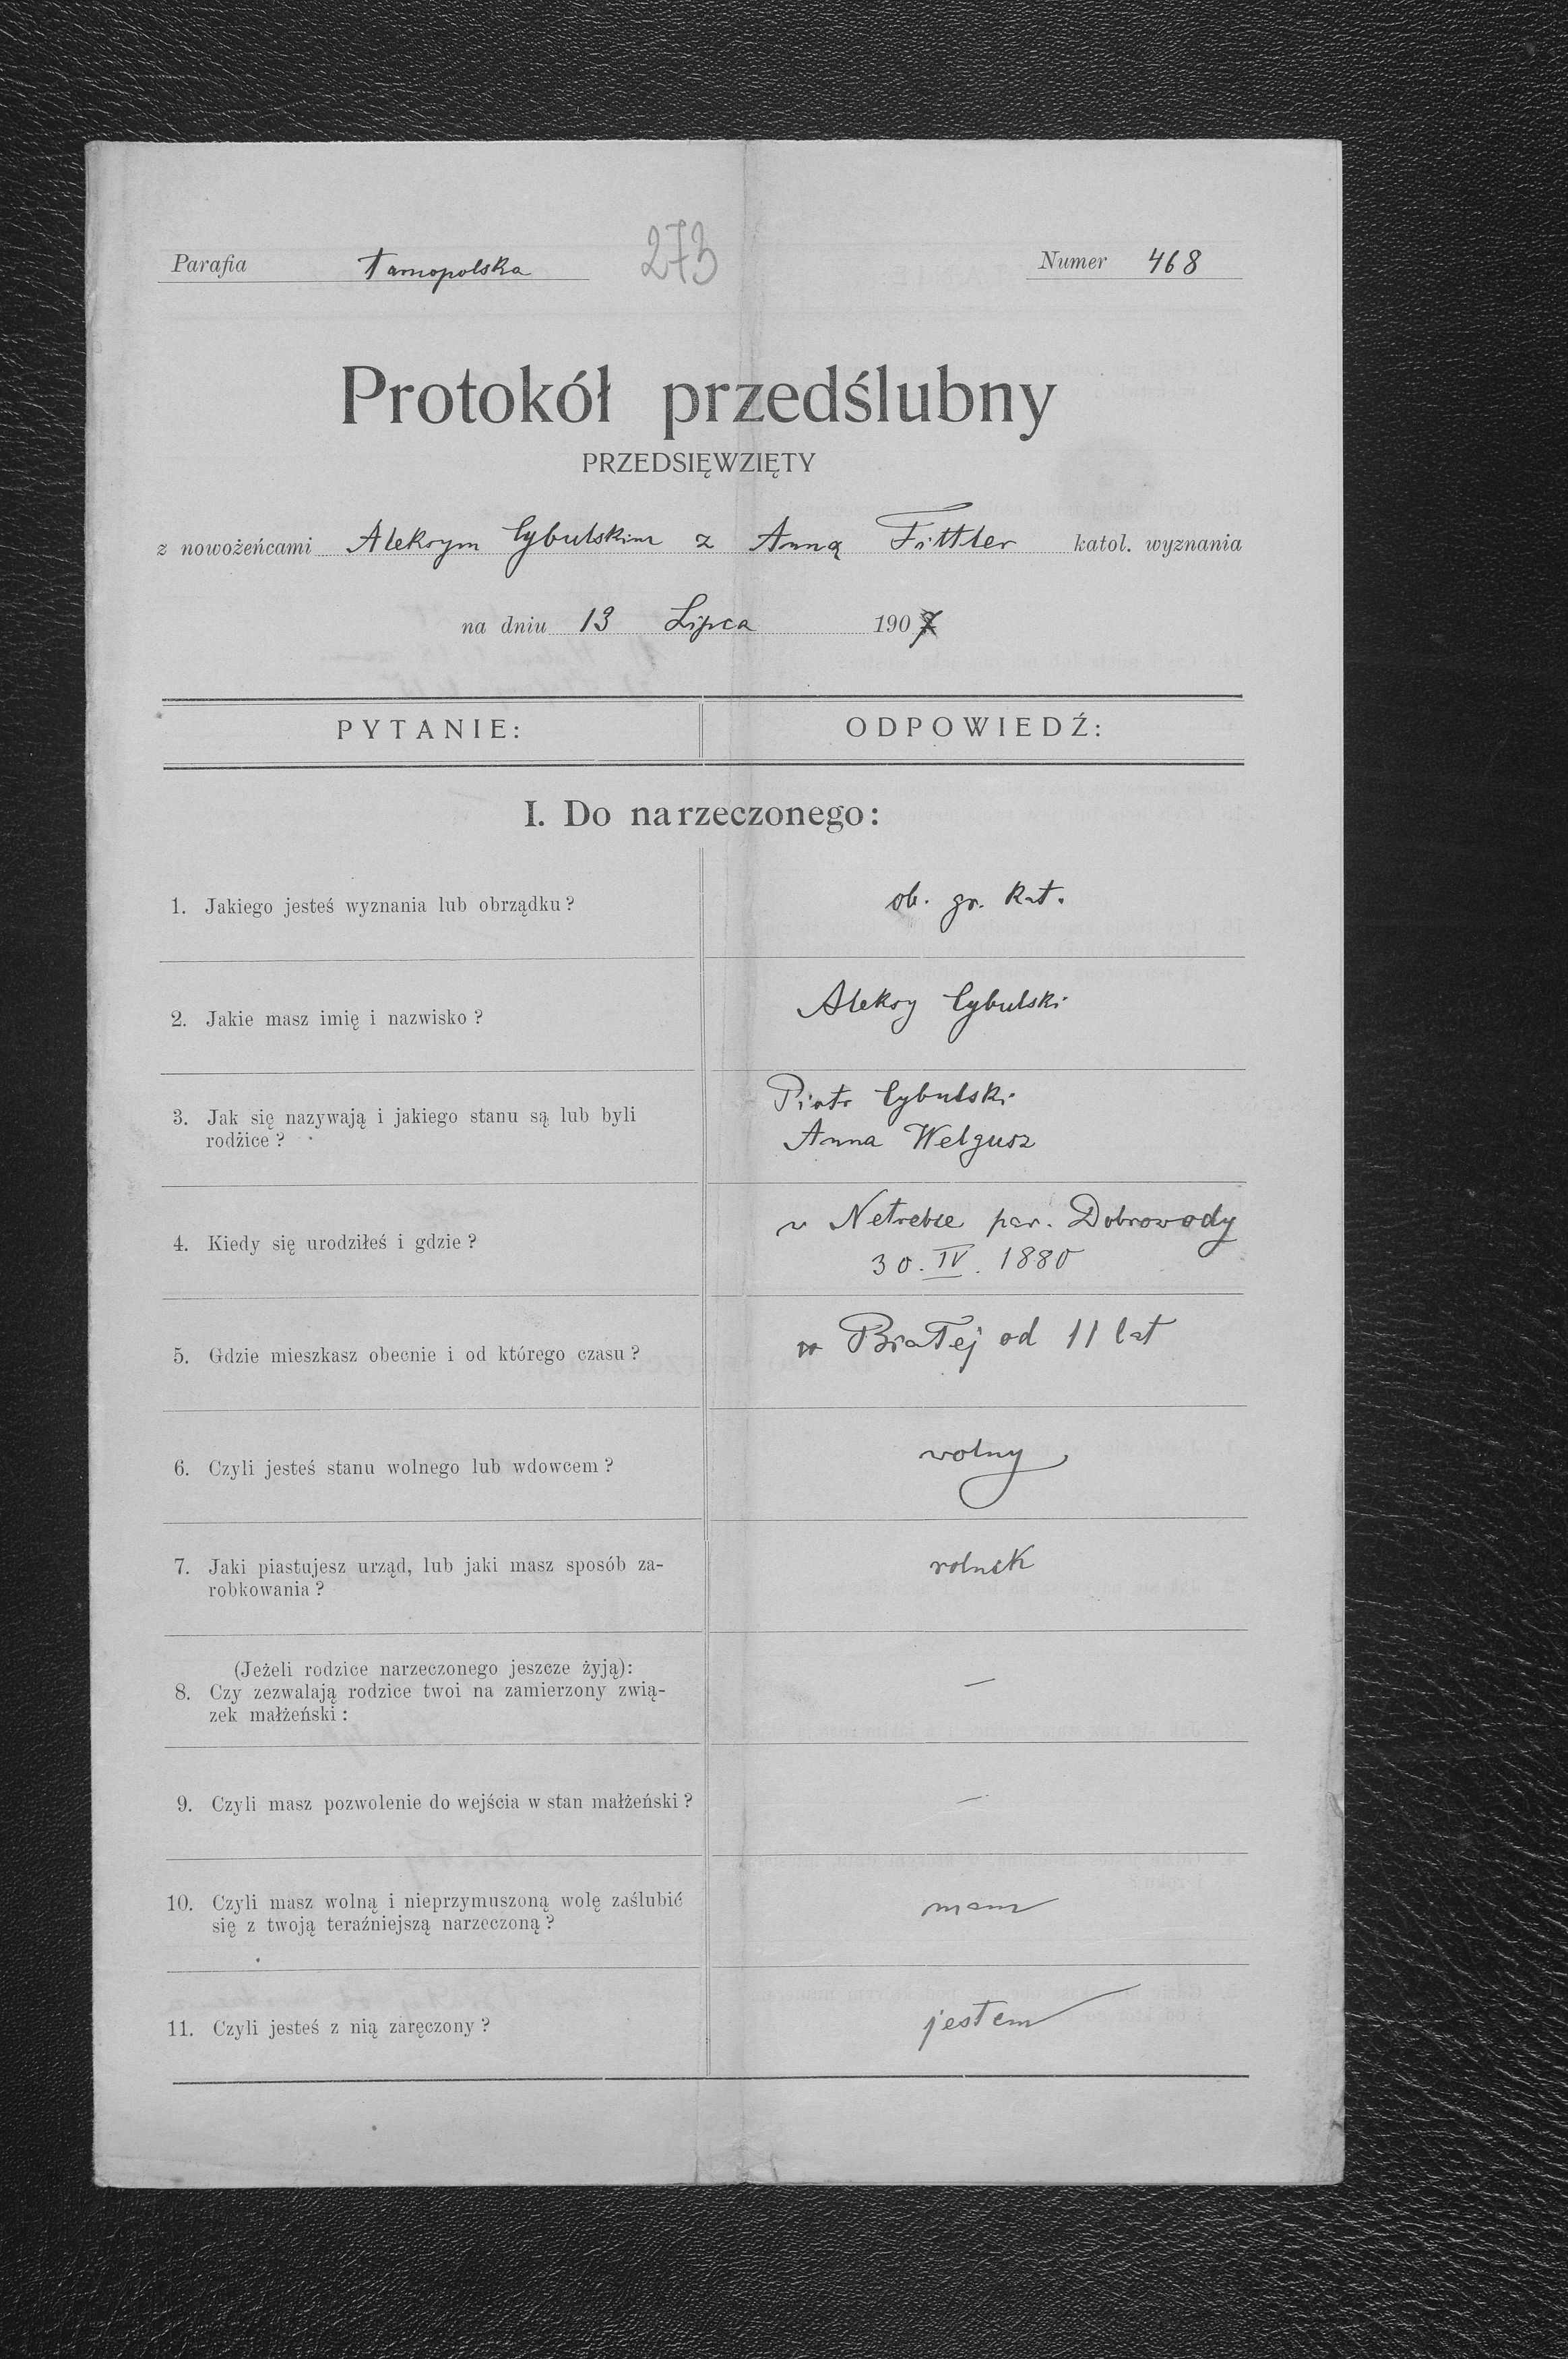 Parafia Tarnopolska 273 Numer 468
Protokół przedślubny
PRZEDSIĘWZIĘTY
z nowożeńcami Aleksym Cybulskim z Anną Fittler katol. wyznania
na dniu 13 Lipca 1907
PYTANIE: ODPOWIEDŹ:
I. Do narzeczonego:
1. Jakiego jesteś wyznania lub obrządku? ob. gr. kat.
2. Jakie masz imię i nazwisko? Aleksy Cybulski
3. Jak się nazywają i jakiego stanu są lub byli
rodzice?
Piotr Cybulski
Anna Welgusz
4. Kiedy się urodziłeś i gdzie?
w Netrebie par. Dobrowody
30. IV. 1880
5. Gdzie mieszkasz obecnie i od którego czasu? w Białej od 11 lat
6. Czyli jesteś stanu wolnego lub wdowcem? wolny
7. Jaki piastujesz urząd, lub jaki masz sposób za-
robkowania?
rolnik
(Jeżeli rodzice narzeczonego jeszcze żyją):
8. Czy zezwalają rodzice twoi na zamierzony zwią-
zek małżeński:
—
9. Czyli masz pozwolenie do wejścia w stan małżeński? —
10. Czyli masz wolną i nieprzymuszoną wolę zaślubić
się z twoją teraźniejszą narzeczoną?
mam
11. Czyli jesteś z nią zaręczony? jestem